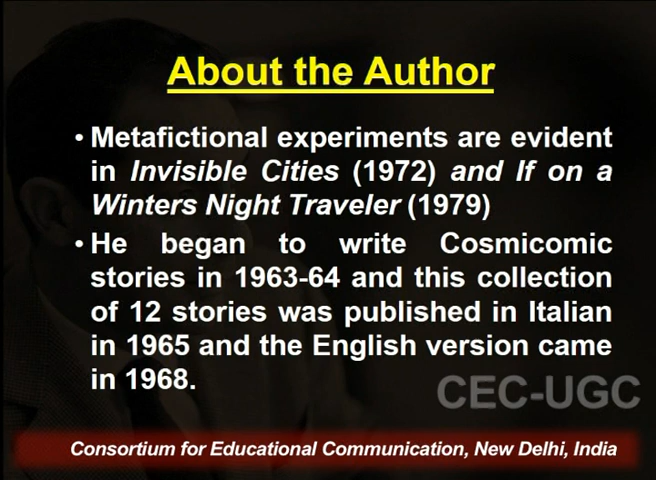 About the Author
• Metafictional experiments are evident
in Invisible Cities (1972) and If on a
Winters Night Traveler (1979)
• He began to write Cosmicomic
stories in 1963-64 and this collection
of 12 stories was published in Italian
in 1965 and the English version came
in 1968.
CEC-UGC
Consortium for Educational Communication, New Delhi, India